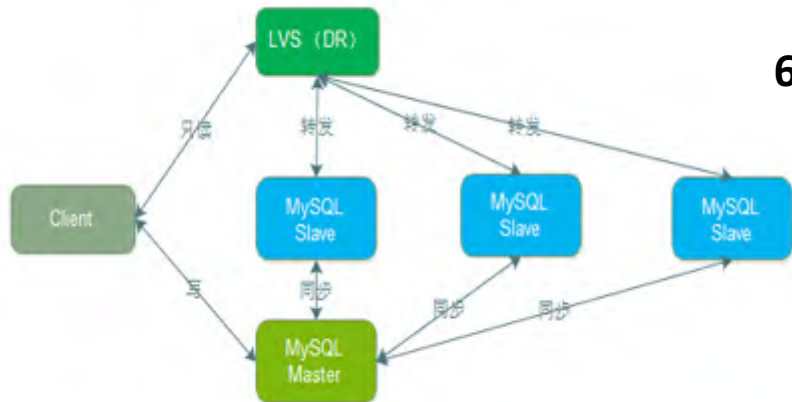 LVS （DR）
6
只读
转发
转发
转发
Client
MySQL
Slave
MySQL
Slave
MySQL
Slave
写
同步
同步
同步
MySQL
Master